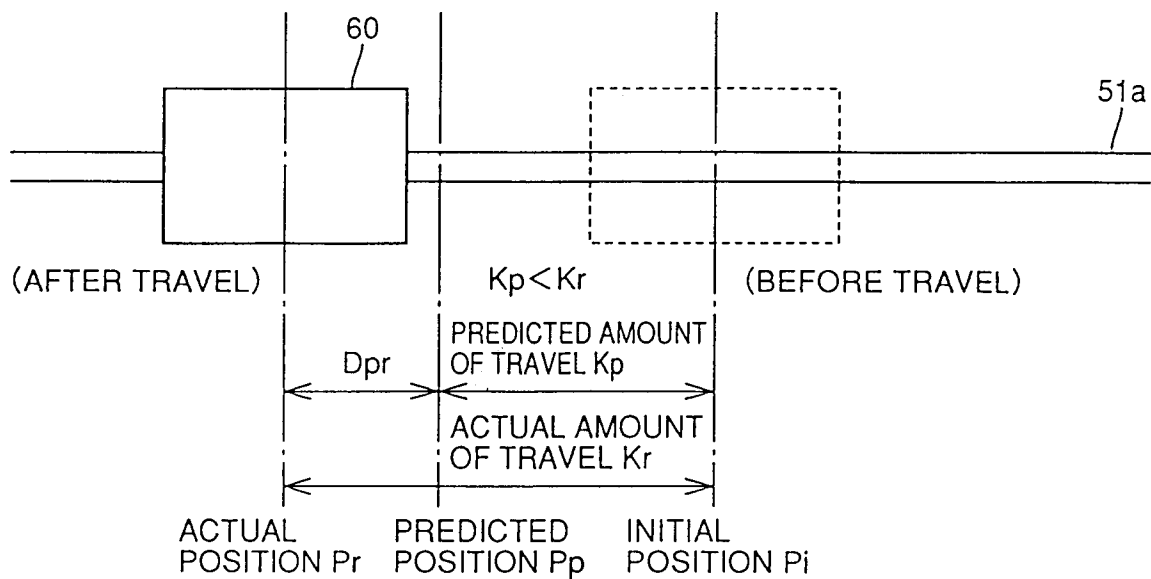 60
51a
(AFTER TRAVEL)
Kp<Kr
(BEFORE TRAVEL)
Dpr
PREDICTED AMOUNT
OF TRAVEL Kp
ACTUAL AMOUNT
OF TRAVEL Kr
ACTUAL
POSITION Pr
PREDICTED
POSITION Pp
INITIAL
POSITION Pi